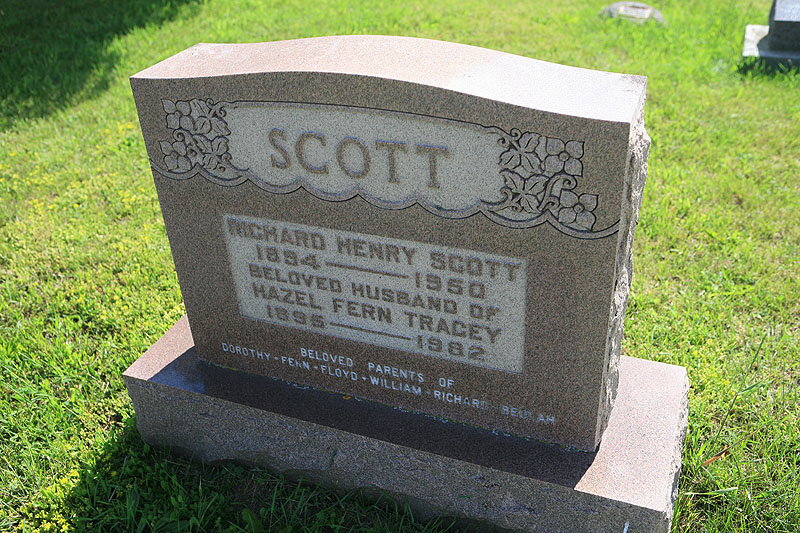 SCOTT
RICHARD HENRY SCOTT
1894 — 1950
BELOVED HUSBAND OF
HAZEL FERN TRACEY
1895 — 1982
BELOVED PARENTS OF
DOROTHY - FERN - FLOYD - WILLIAM - RICHARD BEULAH